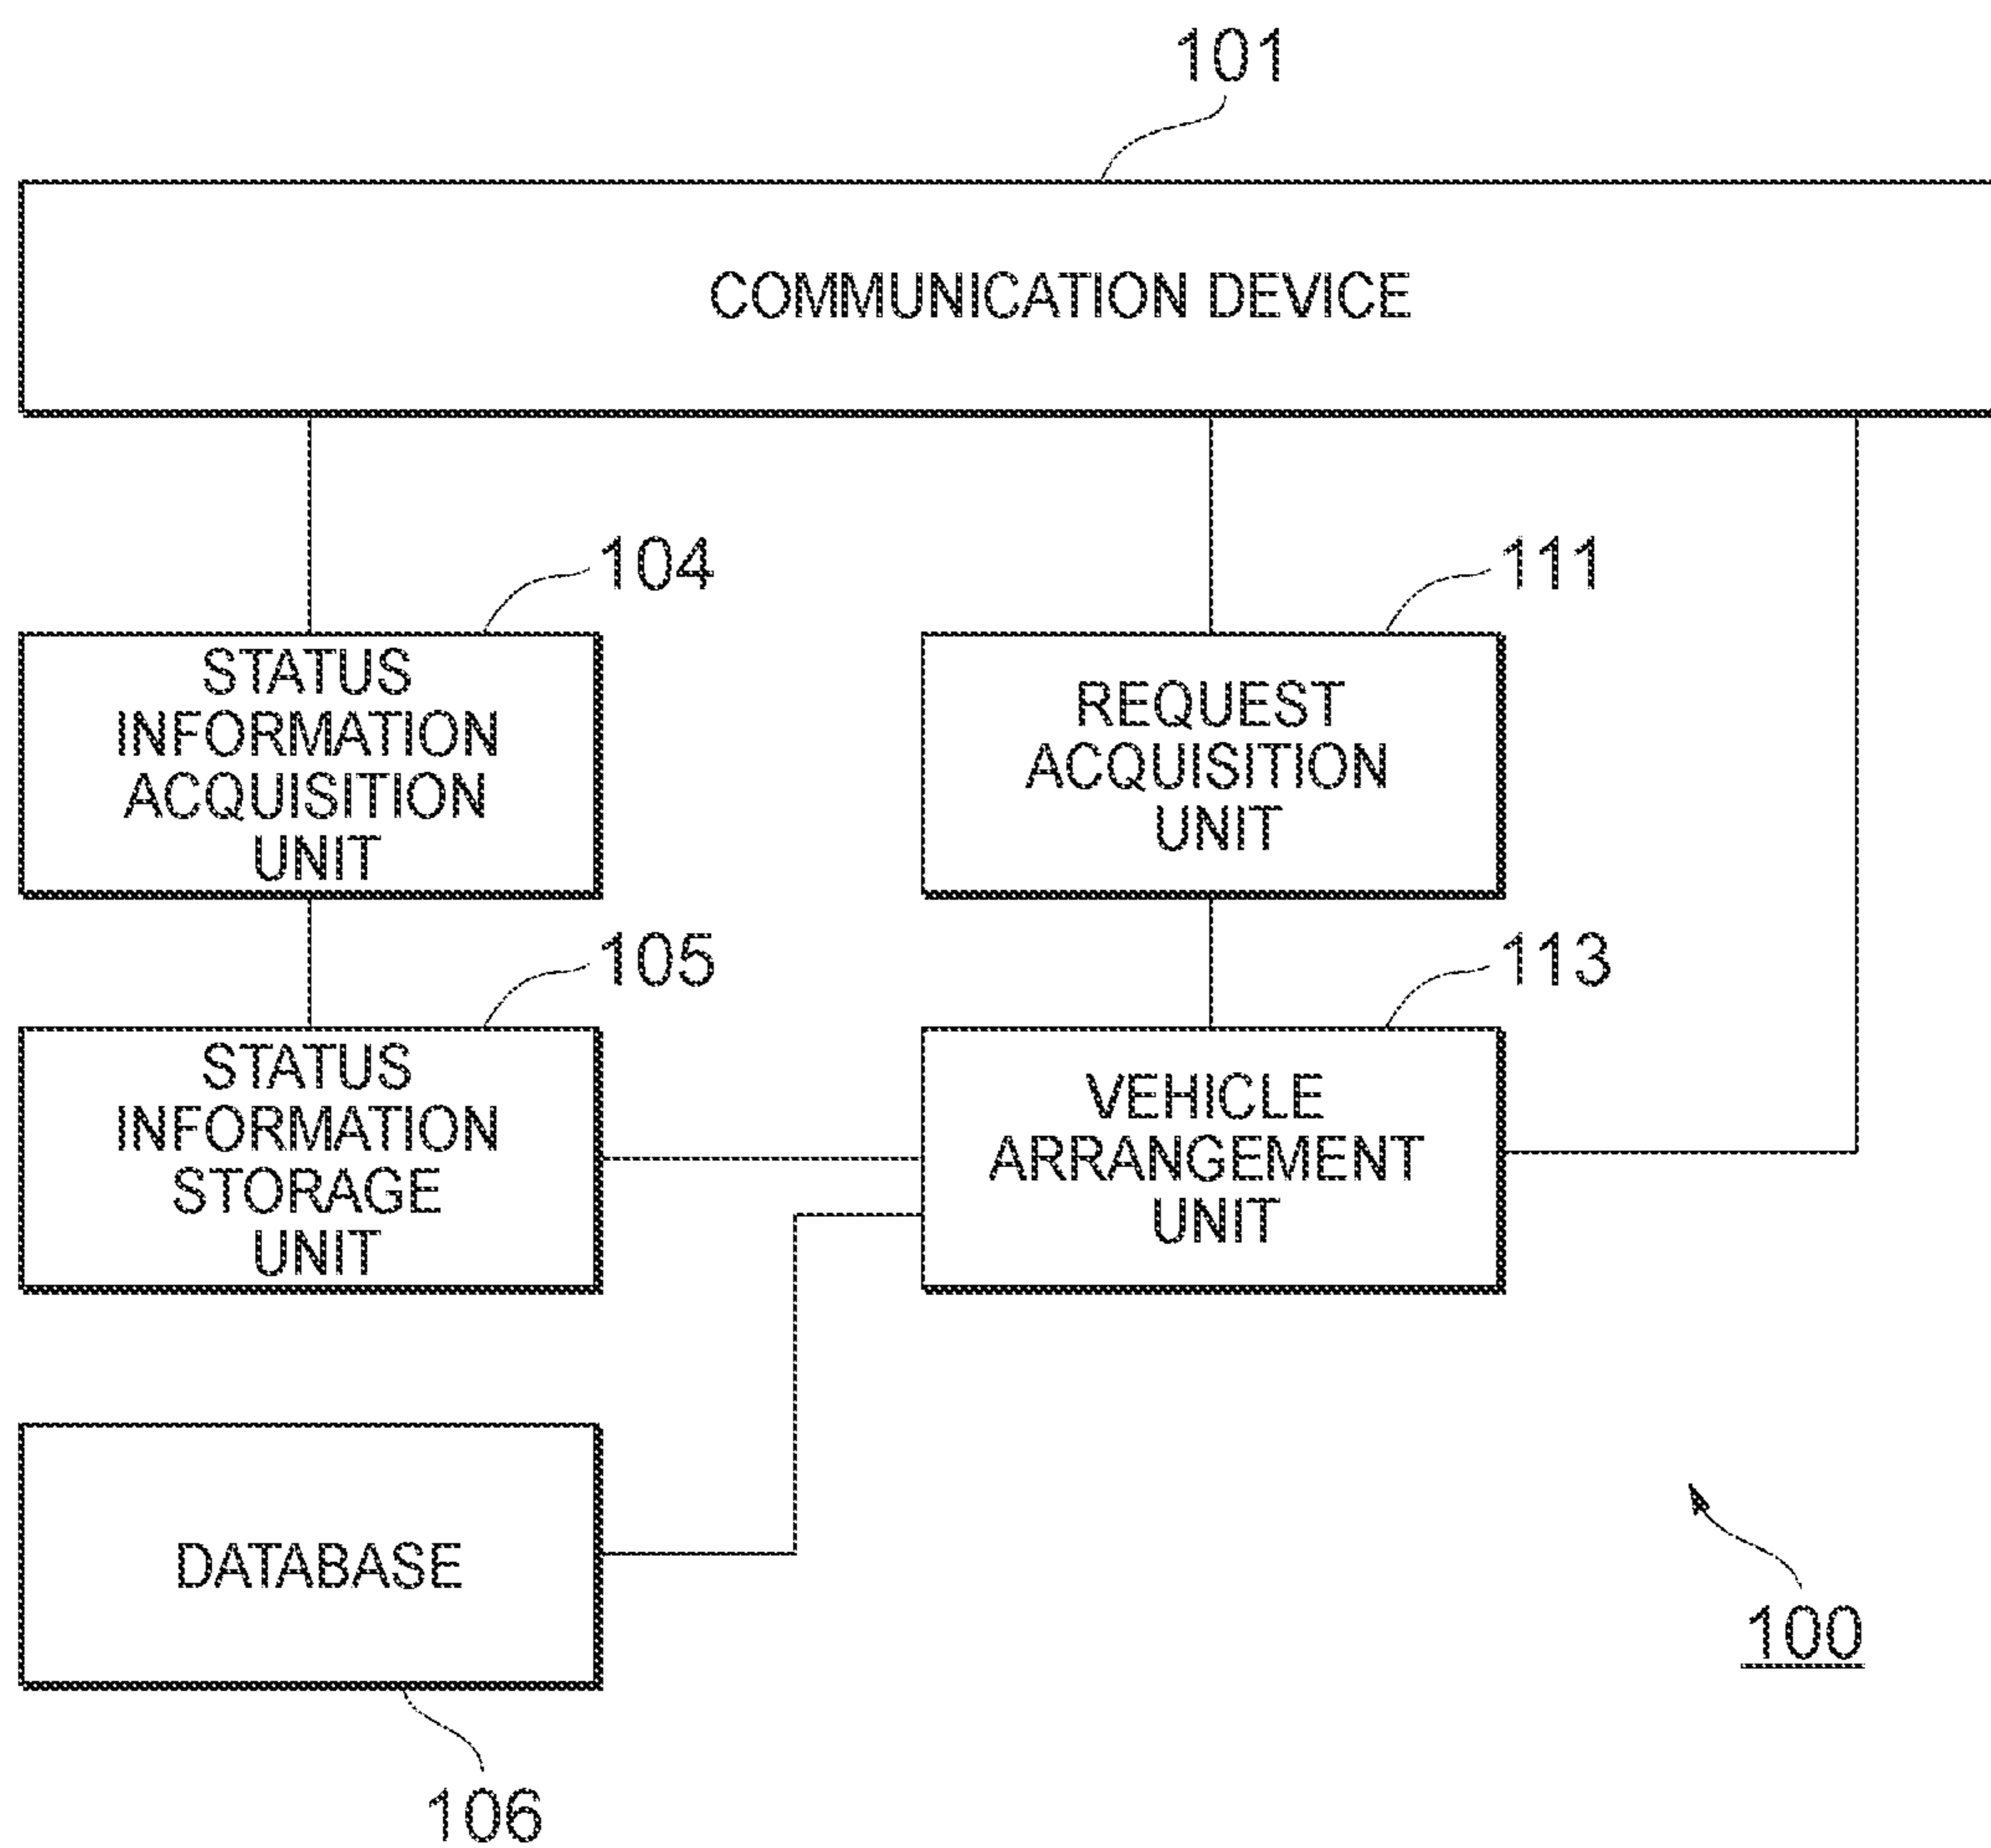 101
COMMUNICATION DEVICE
104
111
STATUS
INFORMATION
ACQUISITION
UNIT
REQUEST
ACQUISITION
UNIT
105
113
STATUS
INFORMATION
STORAGE
UNIT
VEHICLE
ARRANGEMENT
UNIT
DATABASE
100
106